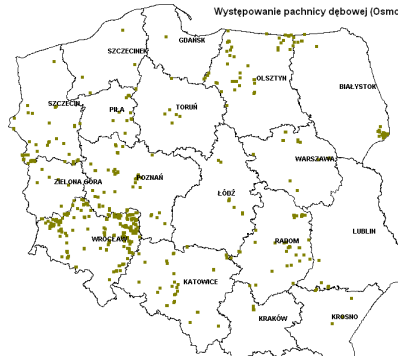 Występowanie pachnicy dębowej (Osmo
GDAŃSK
SZCZECINEK
OLSZTYN
BIAŁYSTOK
SZCZECIN
PIŁA
TORUŃ
WARSZAWA
ZIELONA GÓRA
POZNAŃ
ŁÓDŹ
LUBLIN
WROCŁAW
RADOM
KATOWICE
KRAKÓW
KROSNO